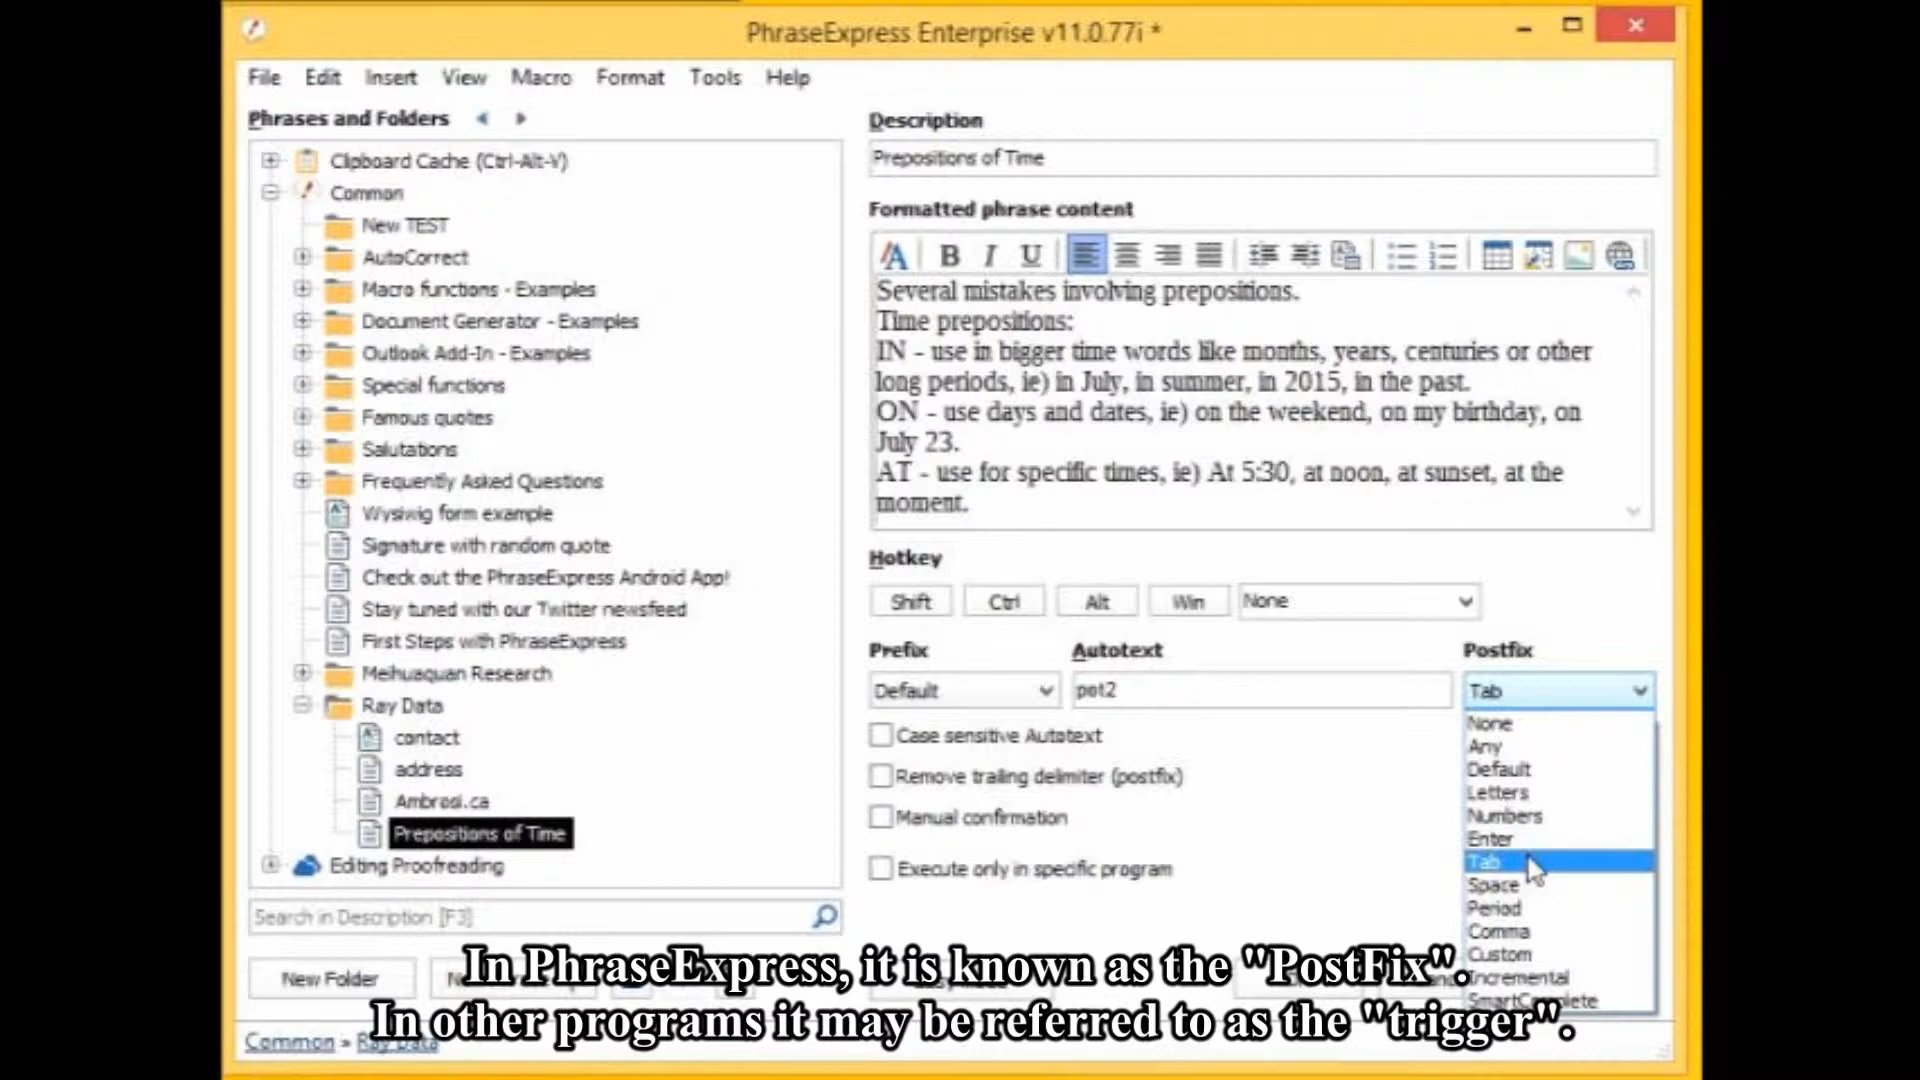 PhraseExpress Enterprise v11.0.77i *
File Edit Insert View Macro Format Tools Help
Phrases and Folders
Clipboard Cache (Ctrl-Alt-V)
Common
New TEST
AutoCorrect
Macro functions - Examples
Document Generator - Examples
Outlook Add-In - Examples
Special functions
Famous quotes
Salutations
Frequently Asked Questions
Wysiwig form example
Signature with random quote
Check out the PhraseExpress Android App!
Stay tuned with our Twitter newsfeed
First Steps with PhraseExpress
Meihuaquan Research
Ray Data
contact
address
Ambrosi.ca
Prepositions of Time
Editing Proofreading
Search in Description [F3]
New Folder
Common » Ray Data
Description
Prepositions of Time
Formatted phrase content
B I U
Several mistakes involving prepositions.
Time prepositions:
IN - use in bigger time words like months, years, centuries or other
long periods, ie) in July, in summer, in 2015, in the past.
ON - use days and dates, ie) on the weekend, on my birthday, on
July 23.
AT - use for specific times, ie) At 5:30, at noon, at sunset, at the
moment.
Hotkey
Shift Ctrl Alt Win None
Prefix Autotext Postfix
Default pot2 Tab
Case sensitive Autotext
Remove trailing delimiter (postfix)
Manual confirmation
Execute only in specific program
None
Any
Default
Letters
Numbers
Enter
Tab
Space
Period
Comma
Custom
Incremental
SmartComplete
In PhraseExpress, it is known as the "PostFix".
In other programs it may be referred to as the "trigger".